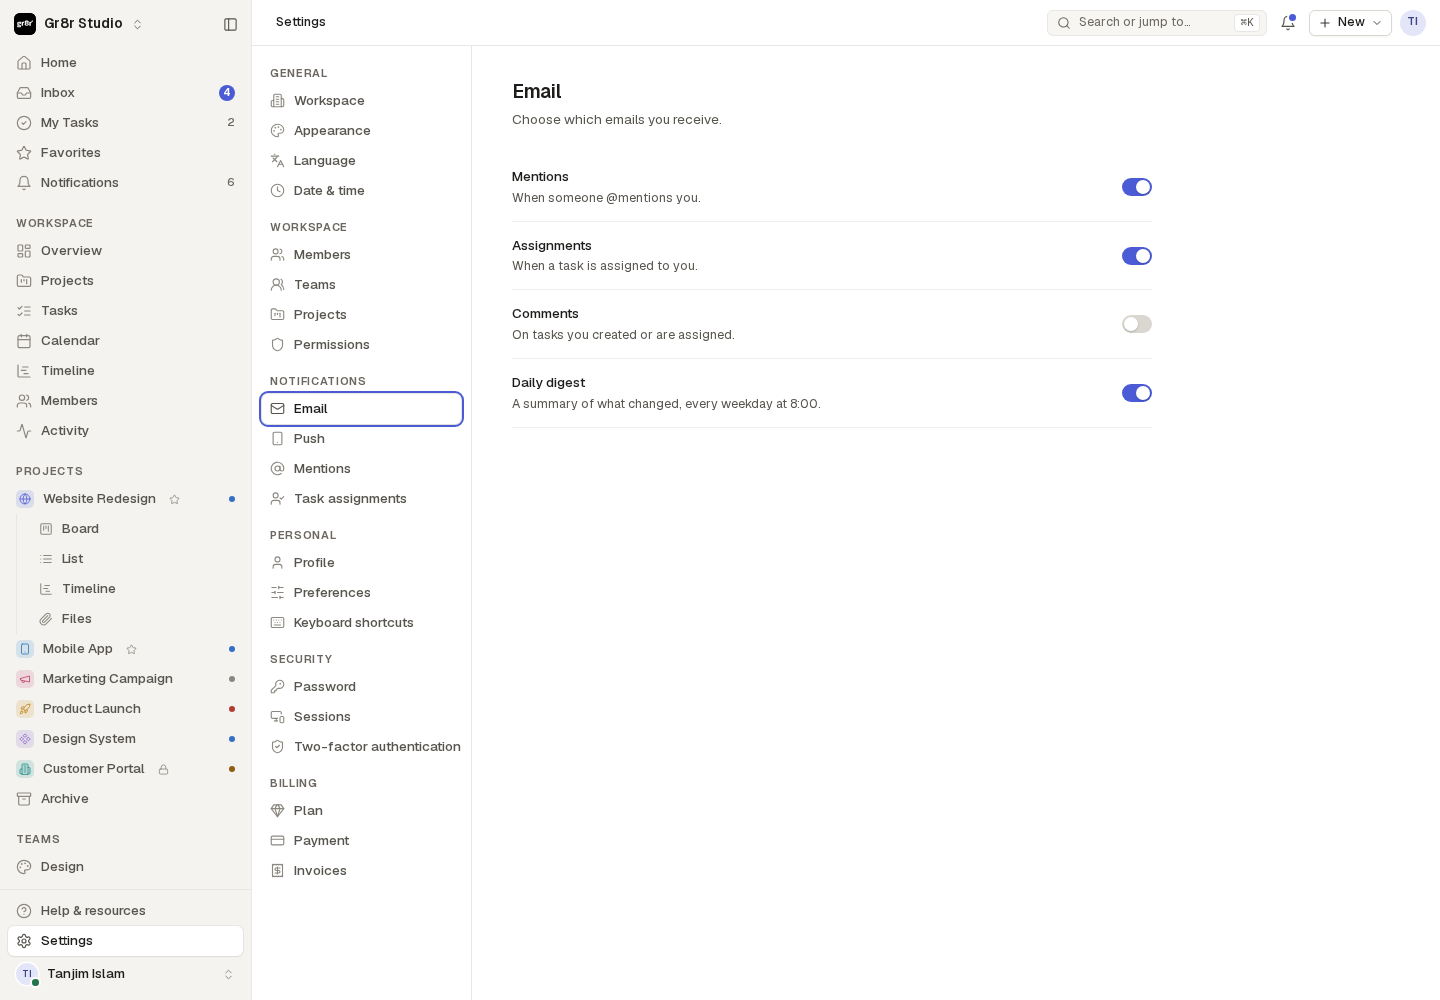 gr8r
Gr8r Studio
Home
Inbox 4
My Tasks 2
Favorites
Notifications 6
WORKSPACE
Overview
Projects
Tasks
Calendar
Timeline
Members
Activity
PROJECTS
Website Redesign
Board
List
Timeline
Files
Mobile App
Marketing Campaign
Product Launch
Design System
Customer Portal
Archive
TEAMS
Design
Help & resources
Settings
TI Tanjim Islam
Settings
Search or jump to... ⌘K
New
TI
GENERAL
Workspace
Appearance
Language
Date & time
WORKSPACE
Members
Teams
Projects
Permissions
NOTIFICATIONS
Email
Push
Mentions
Task assignments
PERSONAL
Profile
Preferences
Keyboard shortcuts
SECURITY
Password
Sessions
Two-factor authentication
BILLING
Plan
Payment
Invoices
Email
Choose which emails you receive.
Mentions
When someone @mentions you.
Assignments
When a task is assigned to you.
Comments
On tasks you created or are assigned.
Daily digest
A summary of what changed, every weekday at 8:00.